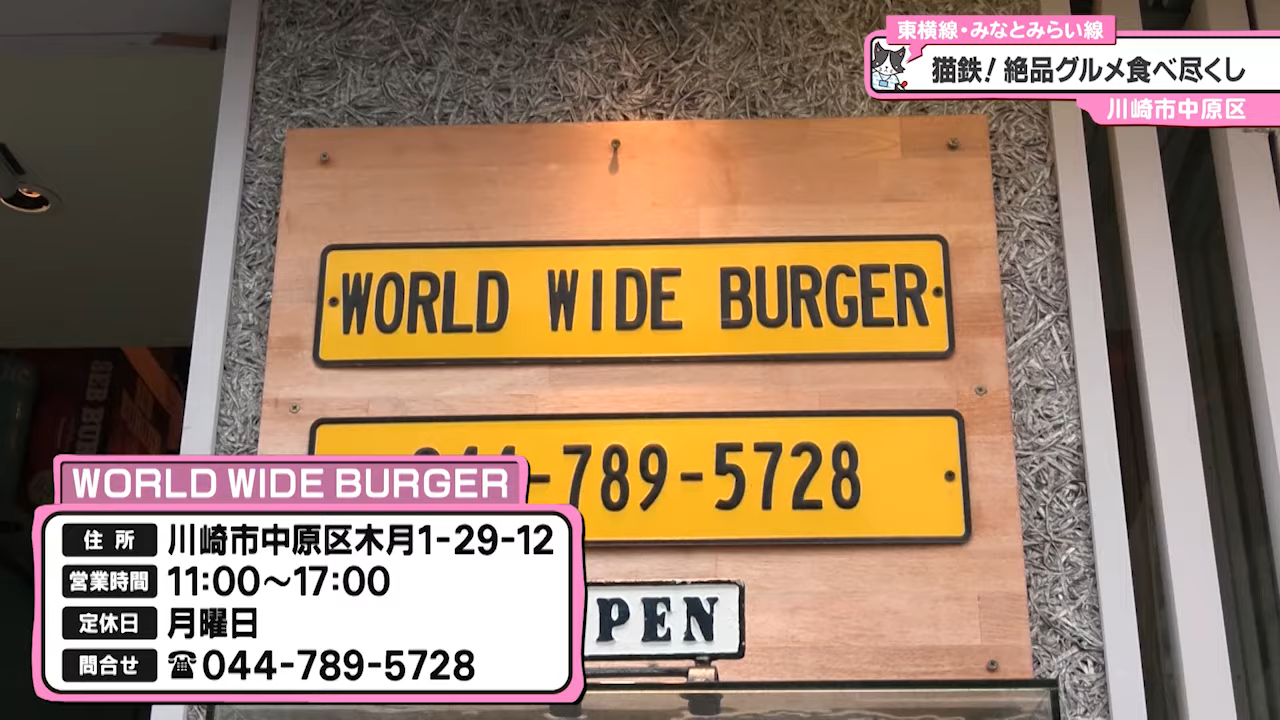 東横線・みなとみらい線
猫鉄!絶品グルメ食べ尽くし
川崎市中原区
WORLD WIDE BURGER
044-789-5728
WORLD WIDE BURGER
住所 川崎市中原区木月1-29-12
営業時間 11:00〜17:00
定休日 月曜日
問合せ ☎044-789-5728
PEN